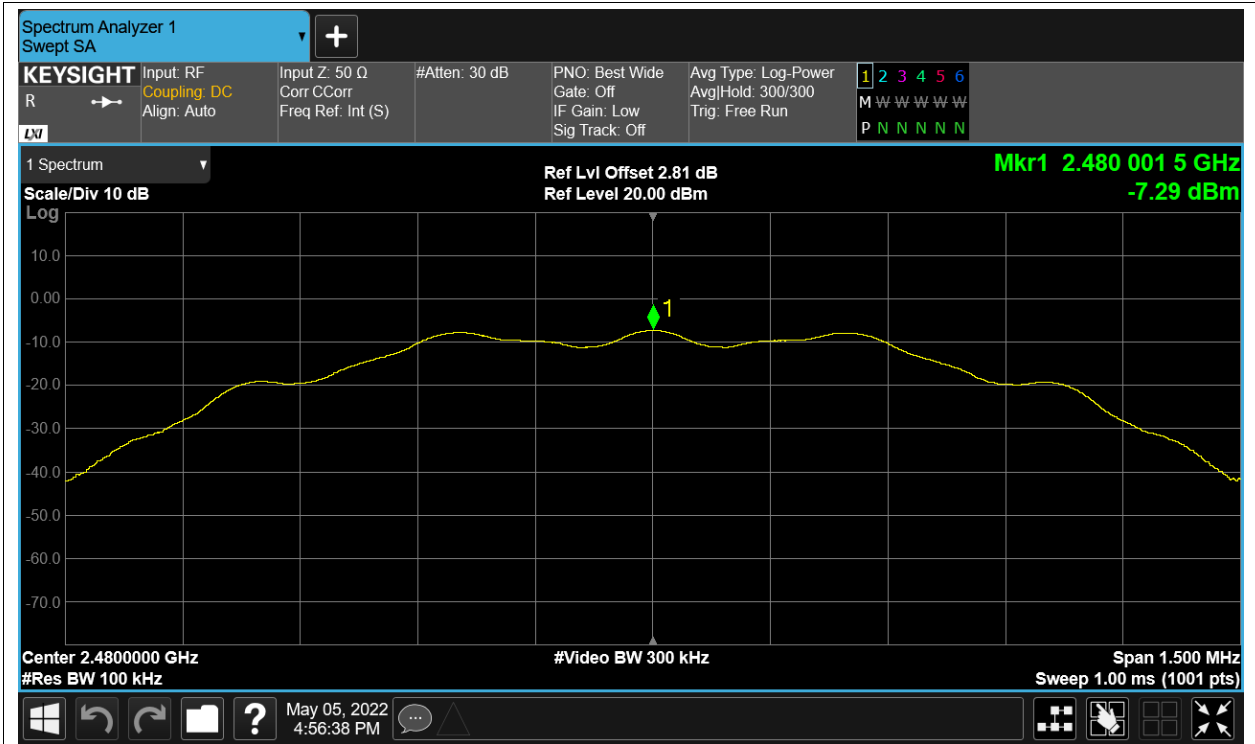 Spectrum Analyzer 1
Swept SA
+
KEYSIGHT
R
LXI
Input: RF
Coupling: DC
Align: Auto
Input Z: 50 Ω
Corr CCorr
Freq Ref: Int (S)
#Atten: 30 dB
PNO: Best Wide
Gate: Off
IF Gain: Low
Sig Track: Off
Avg Type: Log-Power
Avg|Hold: 300/300
Trig: Free Run
1 2 3 4 5 6
M W W W W W
P N N N N N
1 Spectrum
Scale/Div 10 dB
Log
Ref Lvl Offset 2.81 dB
Ref Level 20.00 dBm
Mkr1 2.480 001 5 GHz
-7.29 dBm
10.0
0.00
-10.0
-20.0
-30.0
-40.0
-50.0
-60.0
-70.0
1
Center 2.4800000 GHz
#Res BW 100 kHz
#Video BW 300 kHz
Span 1.500 MHz
Sweep 1.00 ms (1001 pts)
?
May 05, 2022
4:56:38 PM